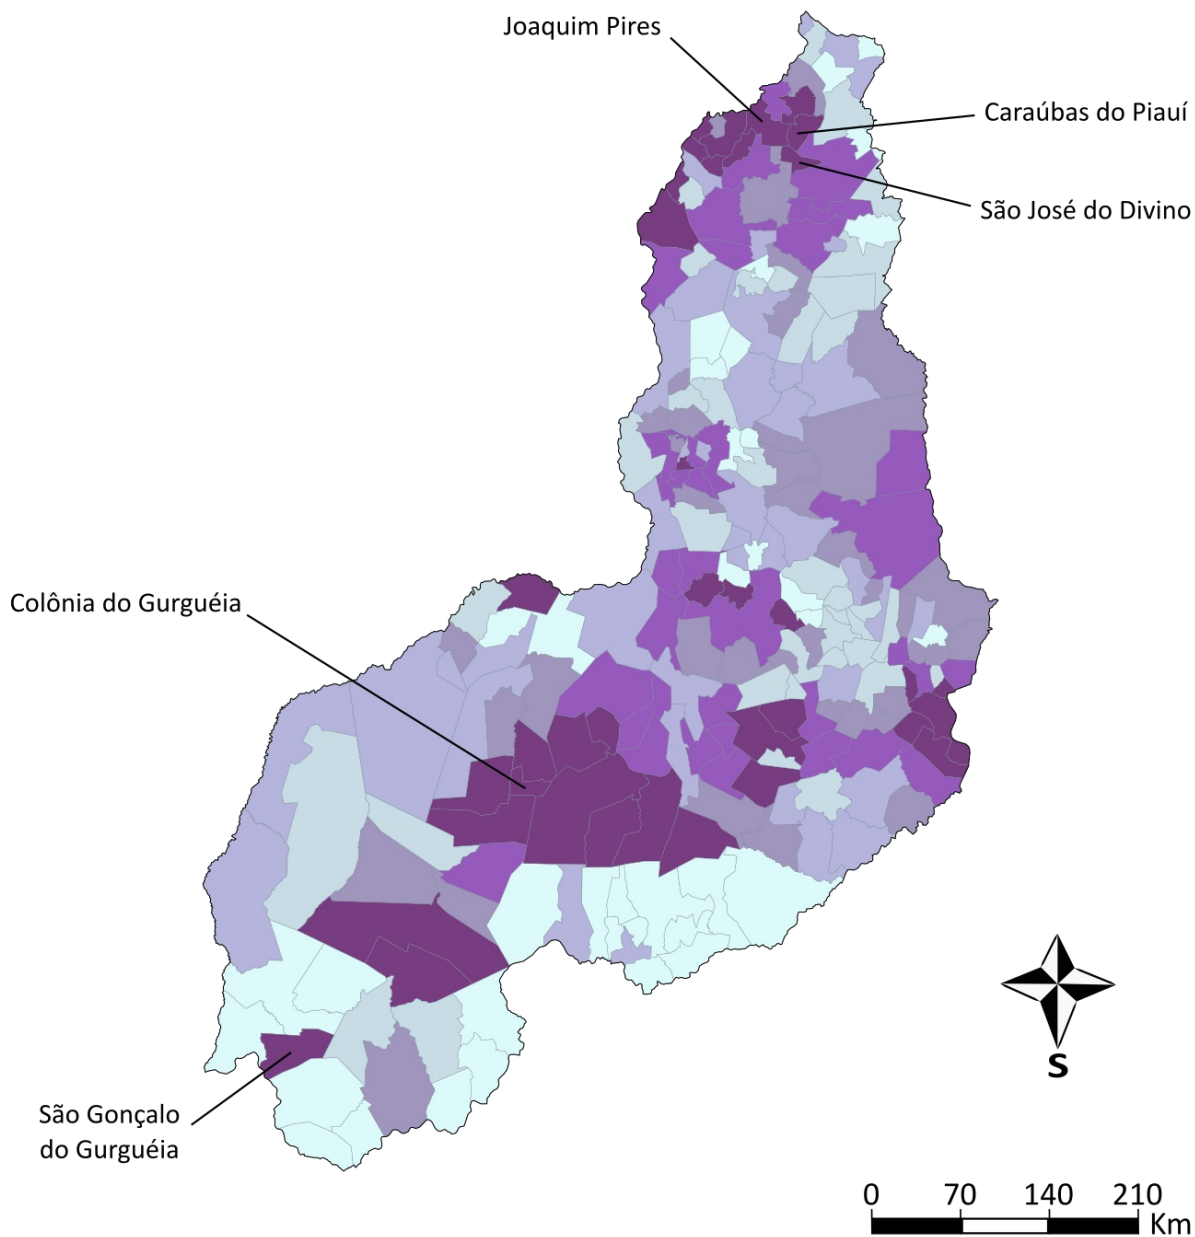 Joaquim Pires
Caraúbas do Piauí
São José do Divino
Colônia do Gurguéia
São Gonçalo
do Gurguéia
S
0 70 140 210
Km